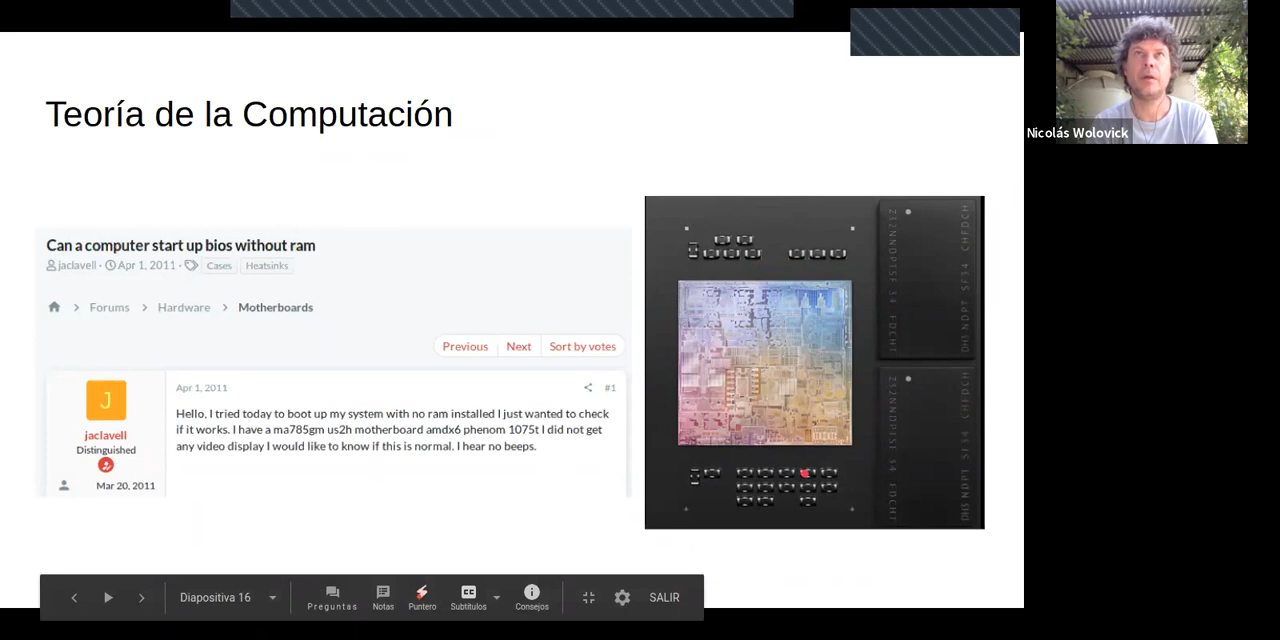 Nicolás Wolovick
Teoría de la Computación
Can a computer start up bios without ram
jaclavell · Apr 1, 2011 · Cases Heatsinks
Forums > Hardware > Motherboards
Previous Next Sort by votes
J
jaclavell
Distinguished
Mar 20, 2011
Apr 1, 2011 #1
Hello, I tried today to boot up my system with no ram installed I just wanted to check
if it works. I have a ma785gm us2h motherboard amdx6 phenom 1075t I did not get
any video display I would like to know if this is normal. I hear no beeps.
Diapositiva 16
Preguntas
Notas
Puntero
CC
Subtítulos
Consejos
SALIR